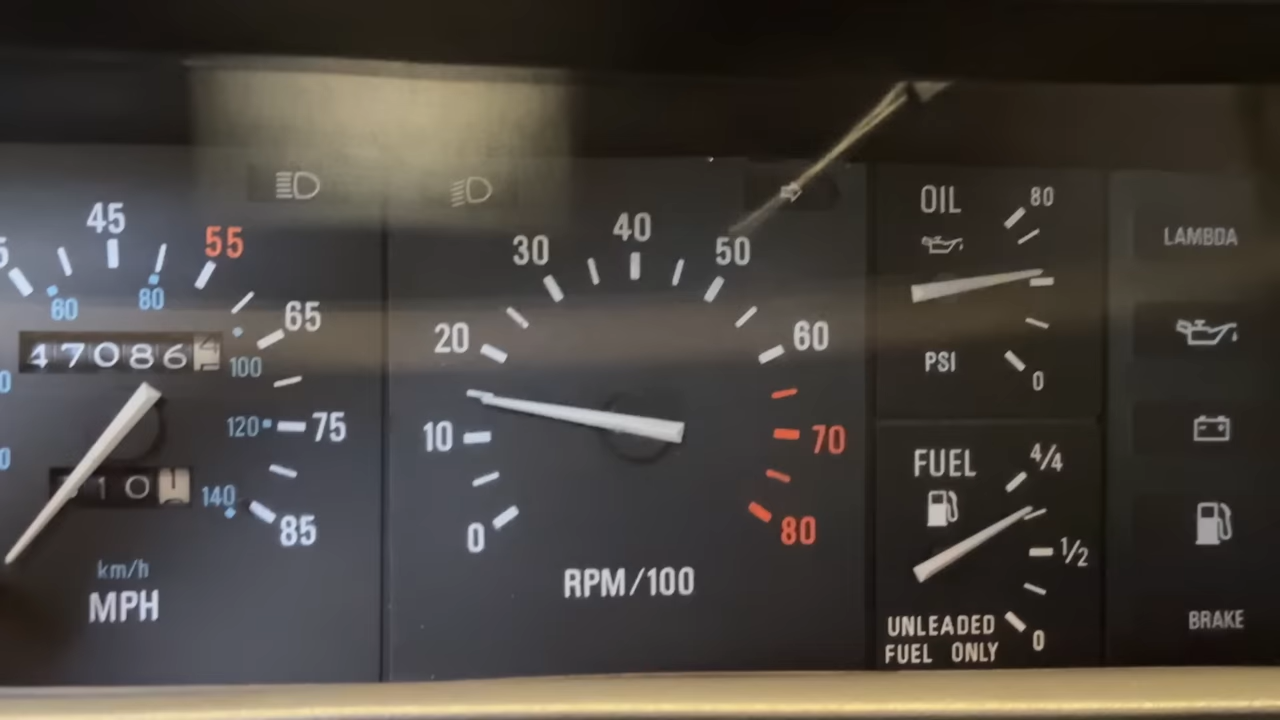 45
55
60
80
65
47086
100
120
75
140
85
km/h
MPH
0
10
20
30
40
50
60
70
80
RPM/100
OIL
80
PSI
0
FUEL
4/4
1/2
0
UNLEADED
FUEL ONLY
LAMBDA
BRAKE